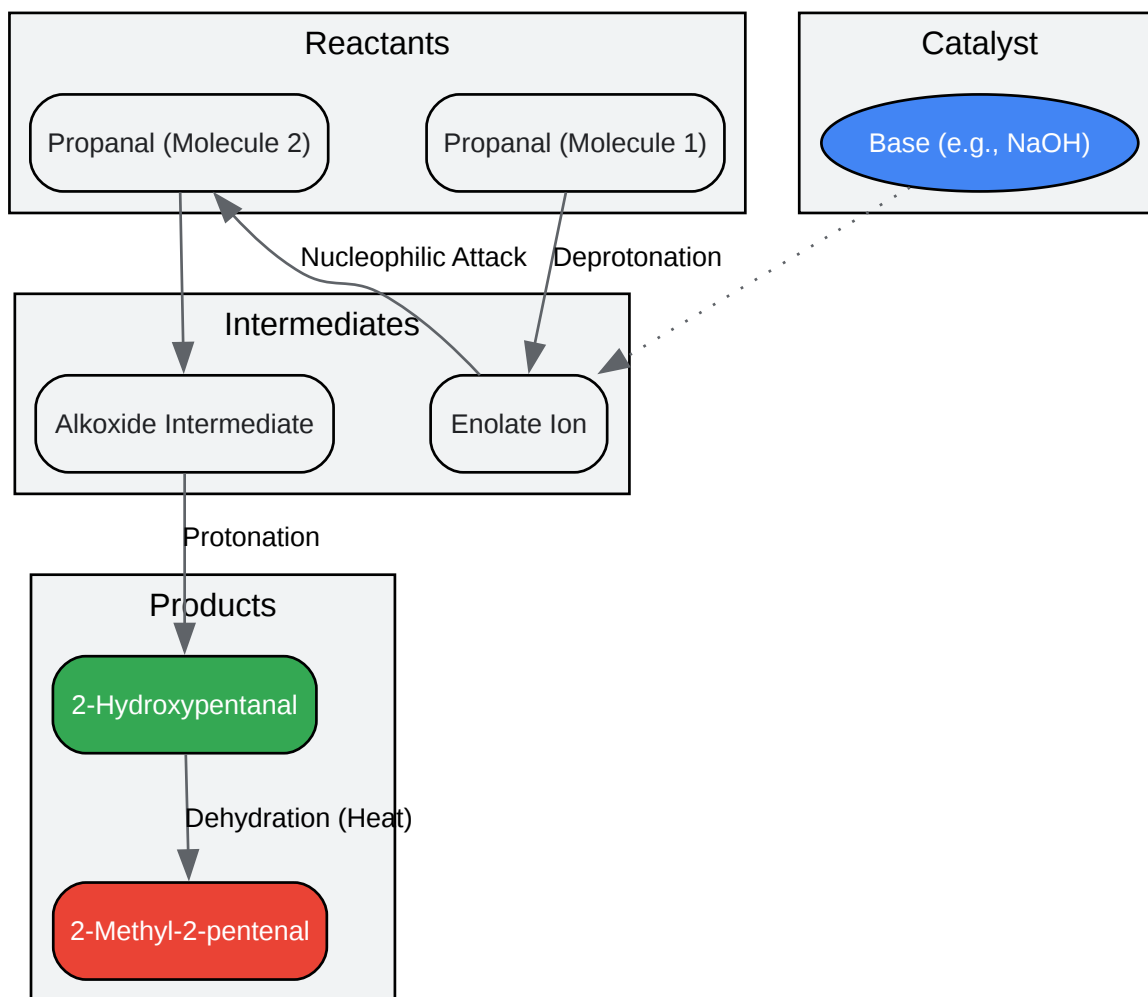 Reactants
Catalyst
Propanal (Molecule 2)
Propanal (Molecule 1)
Base (e.g., NaOH)
Nucleophilic Attack
Deprotonation
Intermediates
Alkoxide Intermediate
Enolate Ion
Protonation
Products
2-Hydroxypentanal
Dehydration (Heat)
2-Methyl-2-pentenal